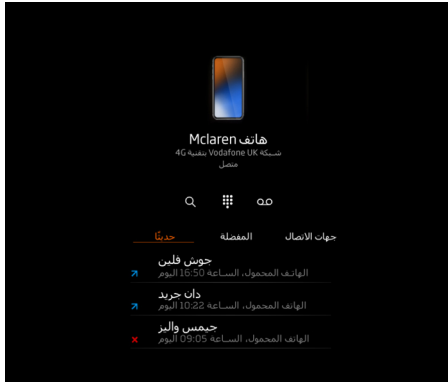 هاتف Mclaren
شبكة Vodafone UK بتقنية 4G
متصل
جهات الاتصال
المفضلة
حديثًا
جوش فلين
الهاتف المحمول، الساعة 16:50 اليوم
دان جريد
الهاتف المحمول، الساعة 10:22 اليوم
جيمس واليز
الهاتف المحمول، الساعة 09:05 اليوم